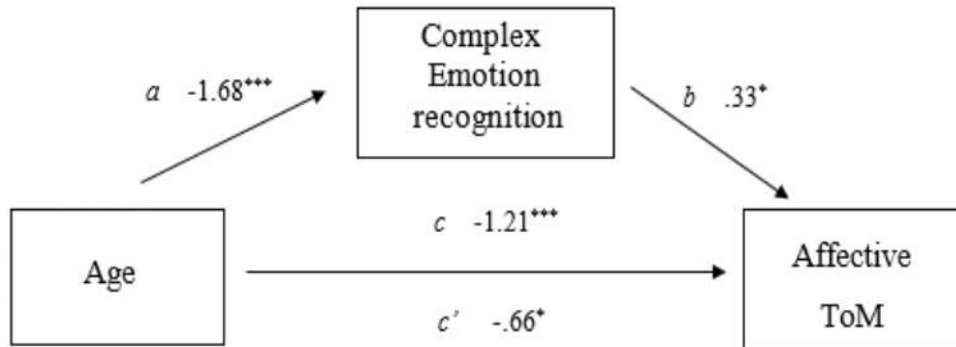 Complex
Emotion
recognition
a -1.68***
b .33*
c -1.21***
Age
Affective
ToM
c' -.66*